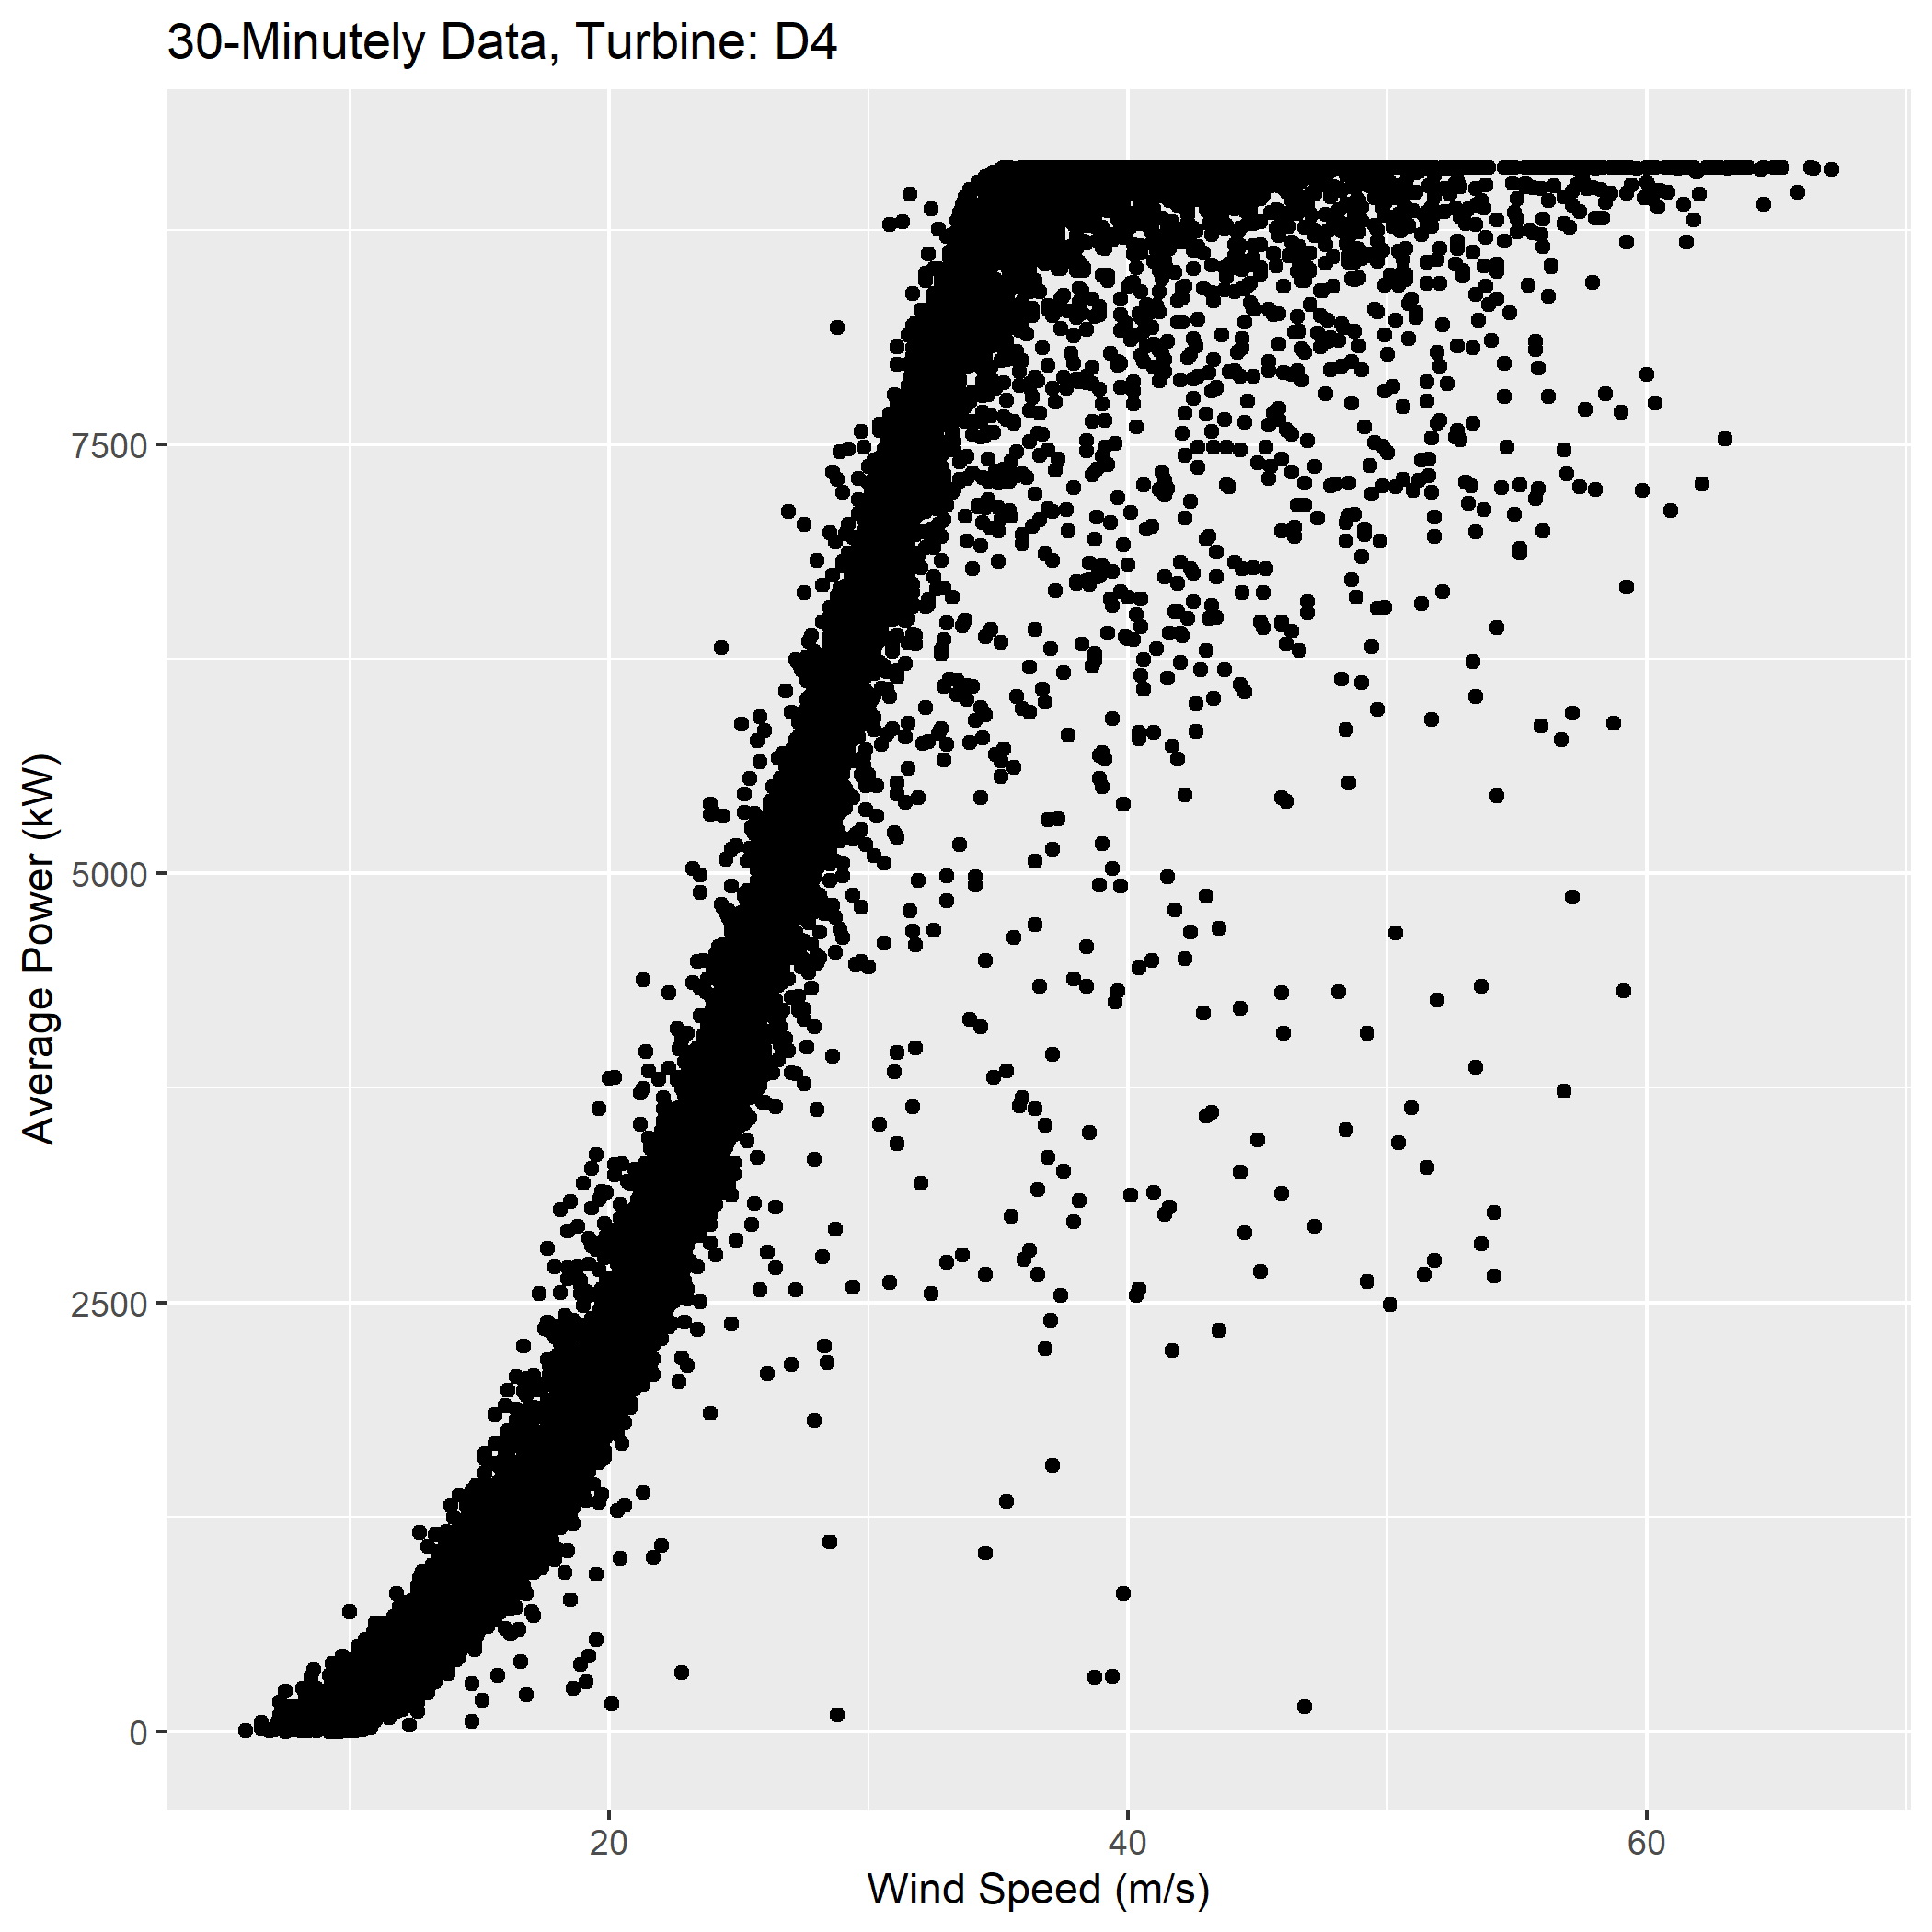 30-Minutely Data, Turbine: D4
Average Power (kW)
7500
5000
2500
0
20 40 60
Wind Speed (m/s)